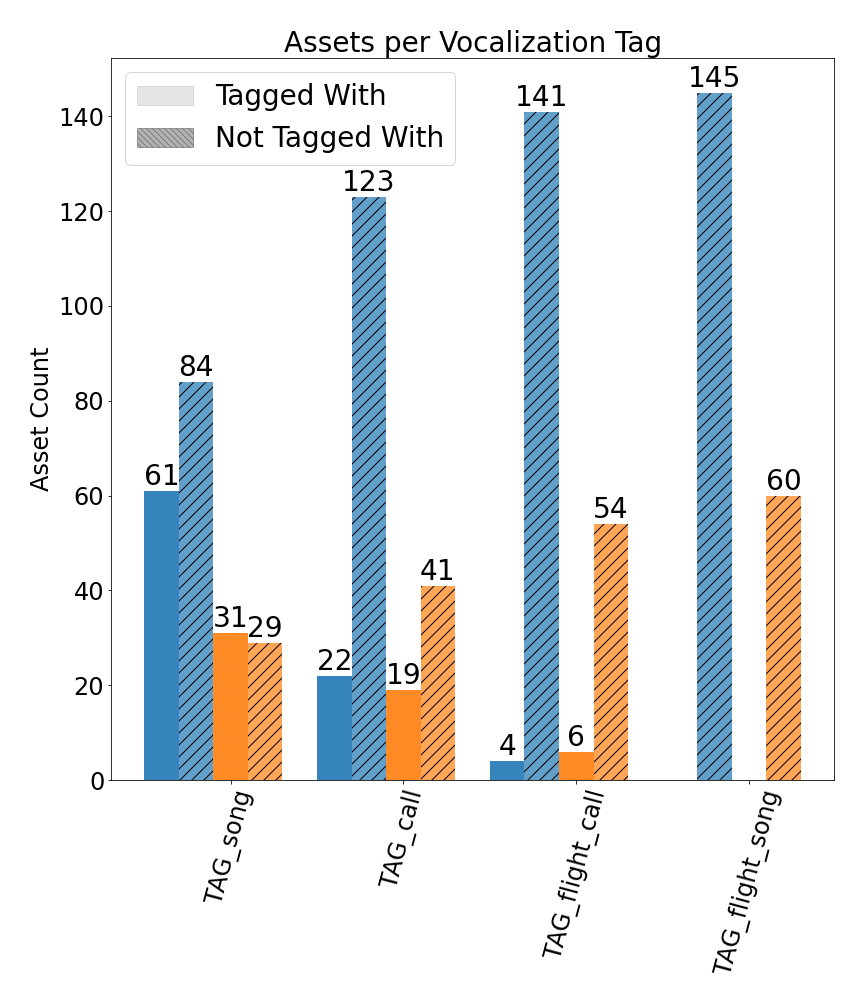 Assets per Vocalization Tag
Tagged With
Not Tagged With
Asset Count
140
120
100
80
60
40
20
0
61
84
31
29
22
123
19
41
4
141
6
54
145
60
TAG_song
TAG_call
TAG_flight_call
TAG_flight_song